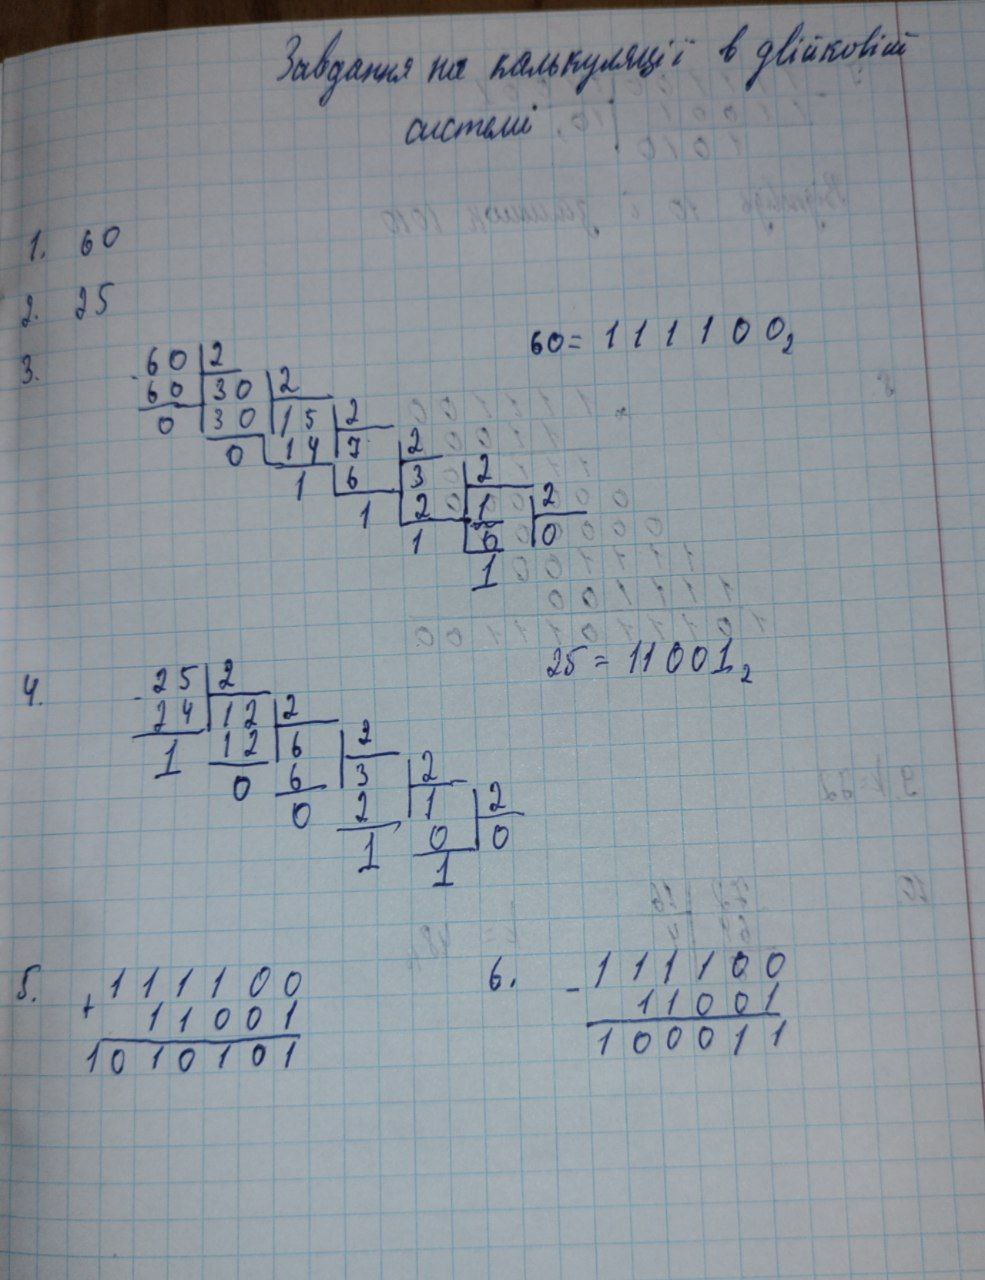 Завдання на калькуляції в двійковій
системі
1. 60
2. 25
3.
60 = 111100₂
60 2
60 30 2
0 30 15 2
0 14 7 2
1 6 3 2
1 2 1 2
1 0 0
1
4.
25 = 11001₂
- 25 2
24 12 2
1 12 6 2
0 6 3 2
0 2 1 2
1 0 0
1
5. 111100
+ 11001
1010101
6. - 111100
11001
100011